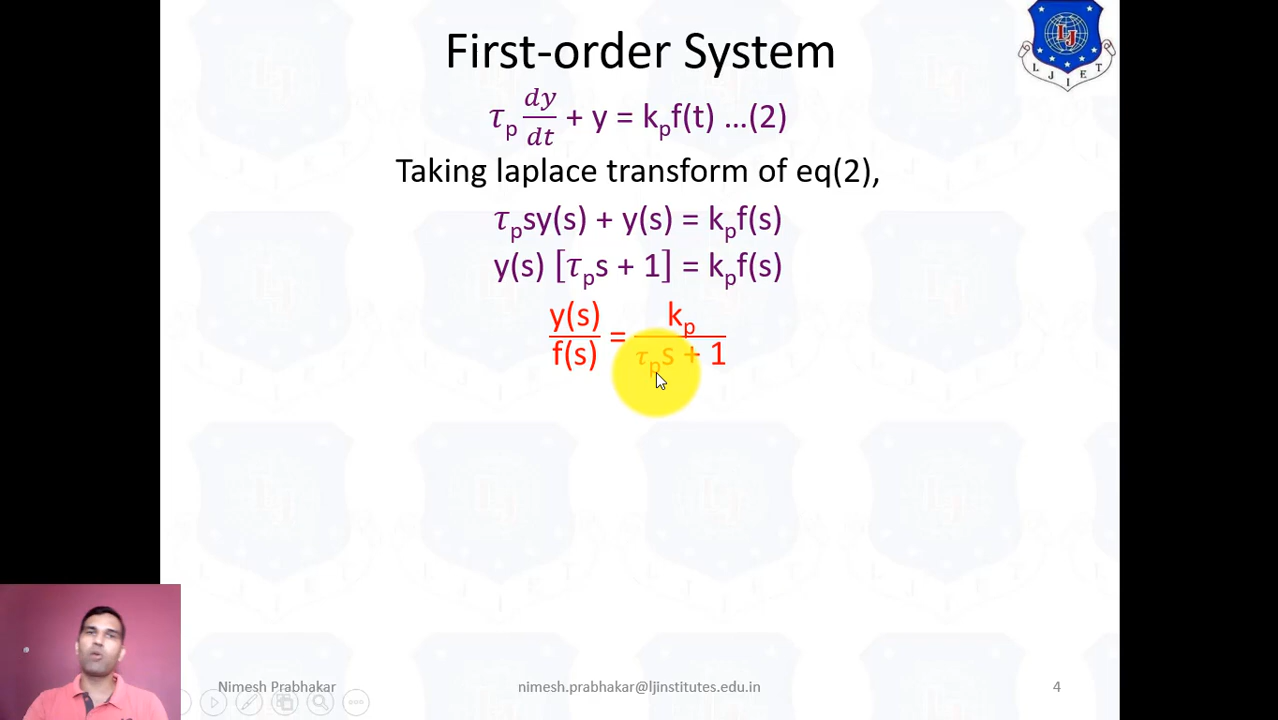 First-order System
LJIET
τp dy/dt + y = kpf(t) ...(2)
Taking laplace transform of eq(2),
τpsy(s) + y(s) = kpf(s)
y(s) [τps + 1] = kpf(s)
y(s)/f(s) = kp/τps + 1
Nimesh Prabhakar
nimesh.prabhakar@ljinstitutes.edu.in
4